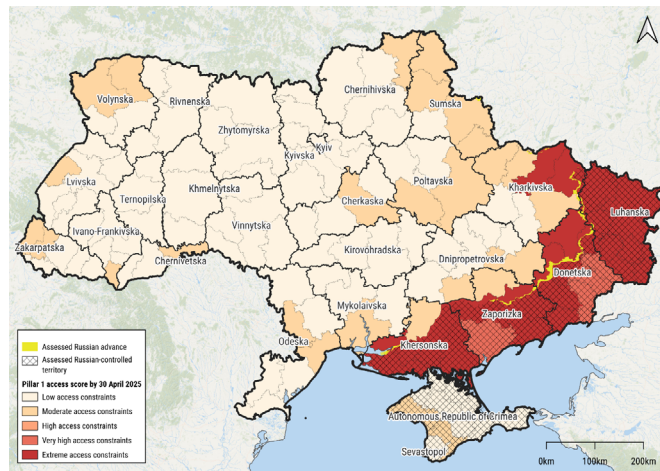 Volynska
Rivnenska
Chernihivska
Sumska
Zhytomyrska
Kyiv
Kyivska
Lvivska
Ternopilska
Khmelnytska
Poltavska
Kharkivska
Cherkaska
Luhanska
Ivano-Frankivska
Vinnytska
Zakarpatska
Chernivetska
Kirovohradska
Dnipropetrovska
Donetska
Mykolaivska
Zaporizka
Odeska
Khersonska
Autonomous Republic of Crimea
Sevastopol
Assessed Russian advance
Assessed Russian-controlled
territory
Pillar 1 access score by 30 April 2025
Low access constraints
Moderate access constraints
High access constraints
Very high access constraints
Extreme access constraints
0km 100km 200km